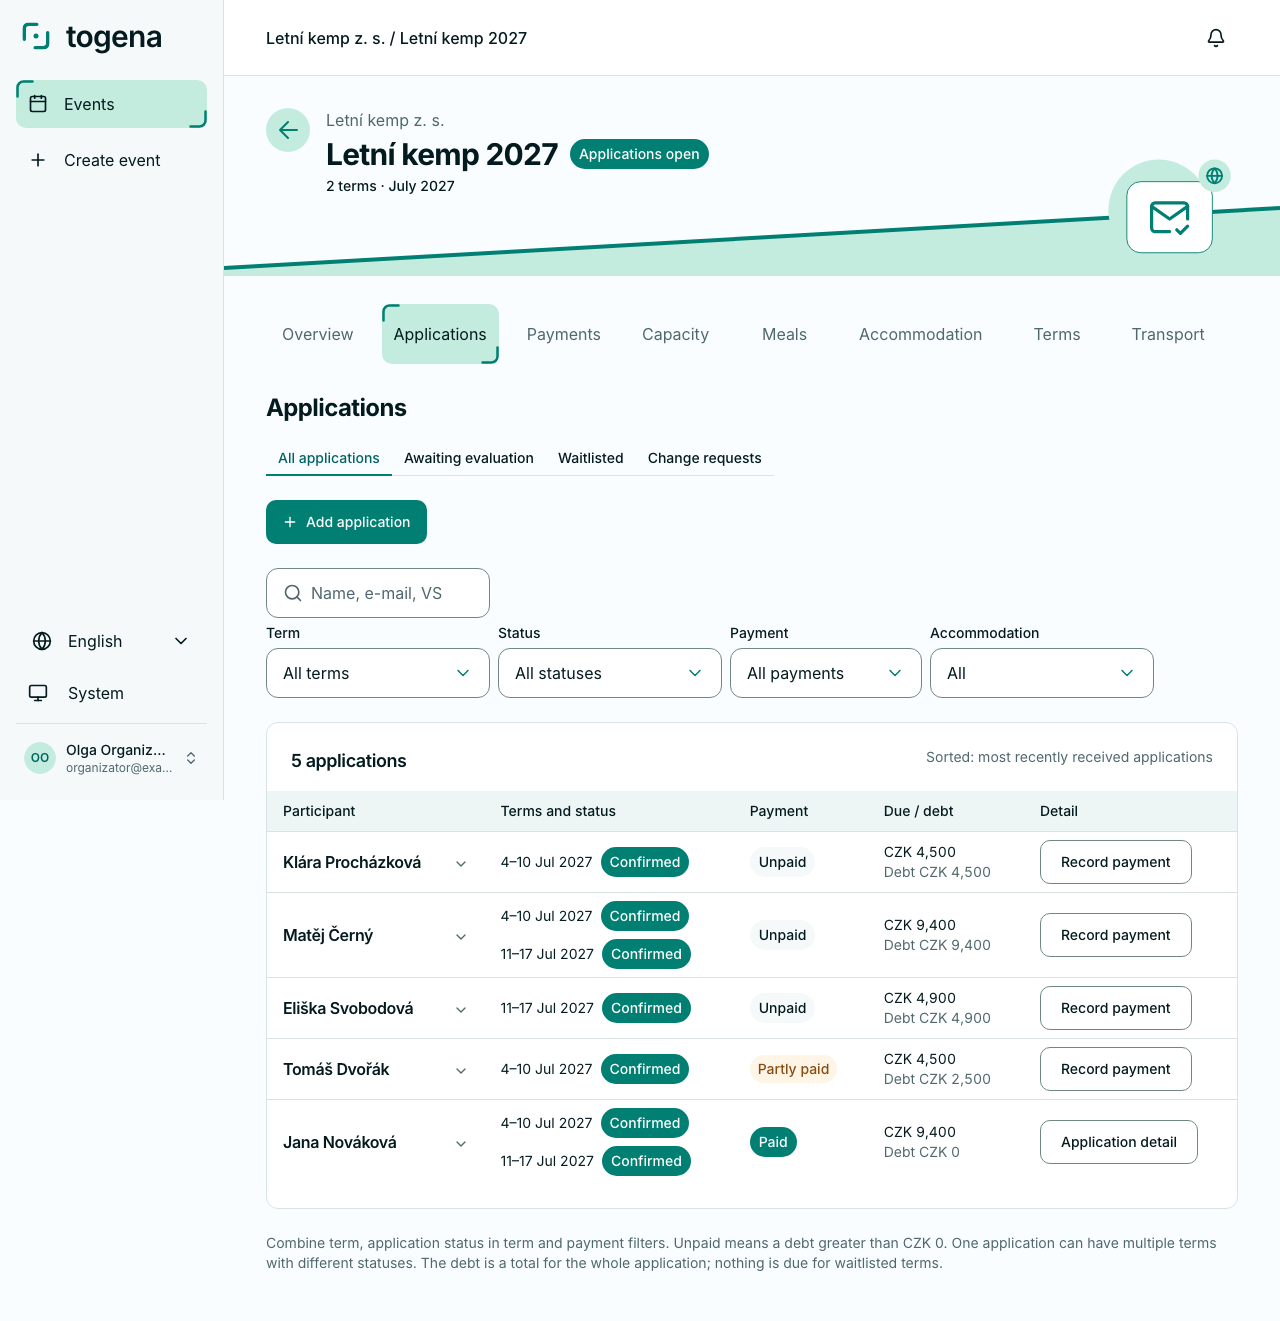 togena
Events
Create event
English
System
OO
Olga Organiz...
organizator@exa...
Letní kemp z. s. / Letní kemp 2027
Letní kemp z. s.
Letní kemp 2027 Applications open
2 terms · July 2027
Overview Applications Payments Capacity Meals Accommodation Terms Transport
Applications
All applications Awaiting evaluation Waitlisted Change requests
Add application
Name, e-mail, VS
Term Status Payment Accommodation
All terms All statuses All payments All
5 applications Sorted: most recently received applications
Participant Terms and status Payment Due / debt Detail
Klára Procházková 4–10 Jul 2027 Confirmed Unpaid CZK 4,500 Record payment
Debt CZK 4,500
Matěj Černý 4–10 Jul 2027 Confirmed Unpaid CZK 9,400 Record payment
11–17 Jul 2027 Confirmed Debt CZK 9,400
Eliška Svobodová 11–17 Jul 2027 Confirmed Unpaid CZK 4,900 Record payment
Debt CZK 4,900
Tomáš Dvořák 4–10 Jul 2027 Confirmed Partly paid CZK 4,500 Record payment
Debt CZK 2,500
Jana Nováková 4–10 Jul 2027 Confirmed Paid CZK 9,400 Application detail
11–17 Jul 2027 Confirmed Debt CZK 0
Combine term, application status in term and payment filters. Unpaid means a debt greater than CZK 0. One application can have multiple terms
with different statuses. The debt is a total for the whole application; nothing is due for waitlisted terms.